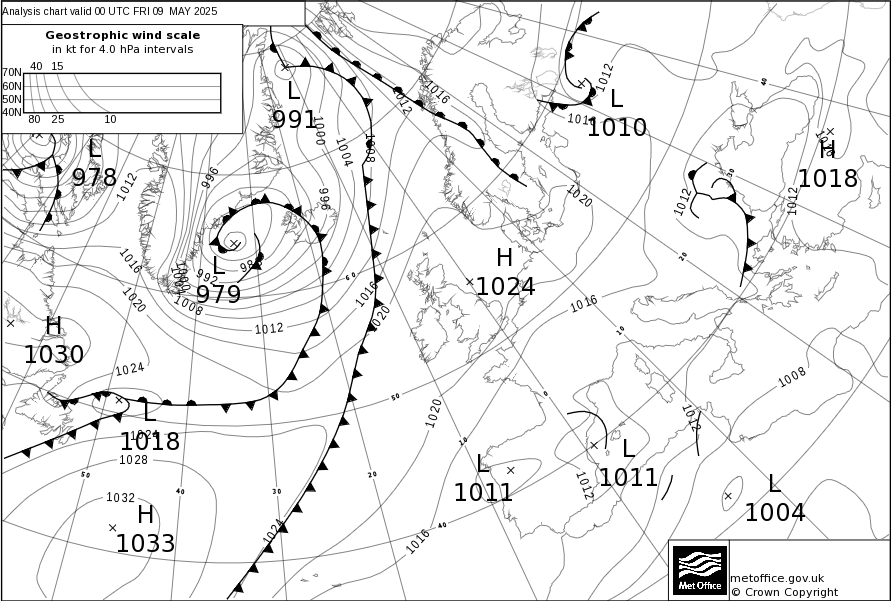 Analysis chart valid 00 UTC FRI 09 MAY 2025
Geostrophic wind scale
in kt for 4.0 hPa intervals
40 15
70N
60N
50N
40N
80 25 10
L
991
L
978
L
979
H
1030
L
1018
H
1033
H
1024
L
1010
H
1018
L
1011
L
1011
L
1004
1012
1016
1012
1000
1004
1008
996
996
1012
1016
1020
992
1008
1012
1016
1020
1024
1024
1028
1032
1024
1020
1016
1012
1020
1016
1012
1012
1012
1008
60
50
40
30
20
10
0
10
20
30
40
50
40
metoffice.gov.uk
© Crown Copyright
Met Office